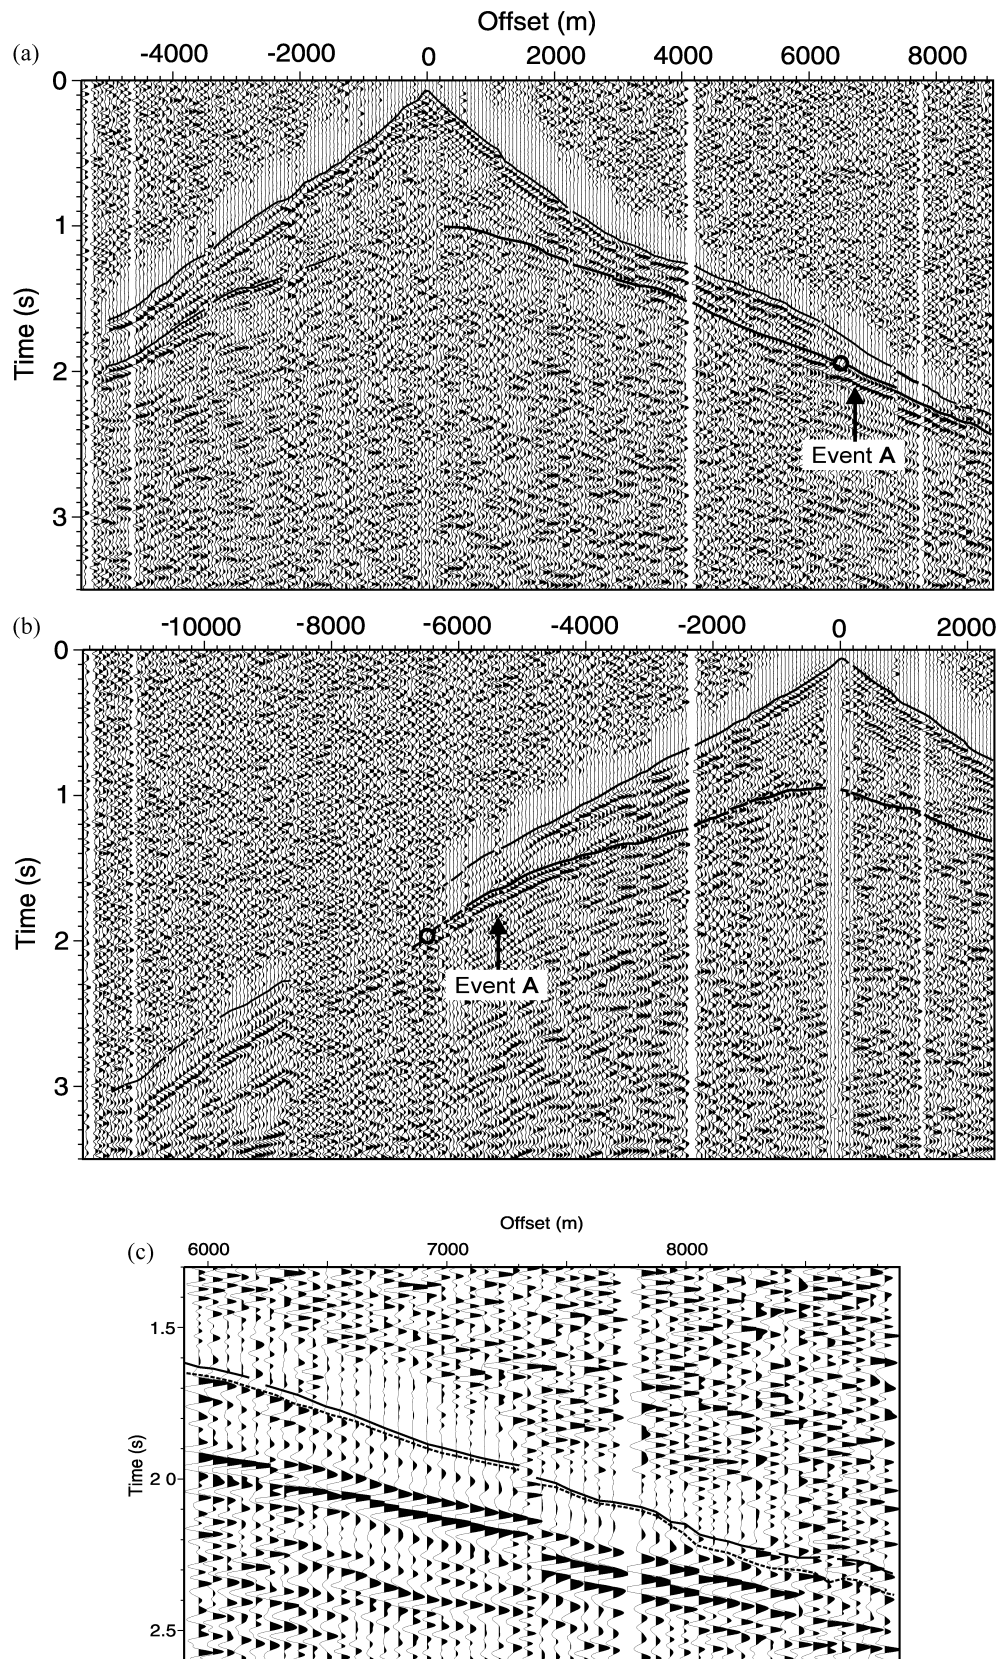 Offset (m)
(a)
-4000 -2000 0 2000 4000 6000 8000
0
1
2
3
Time (s)
Event A
(b)
-10000 -8000 -6000 -4000 -2000 0 2000
0
1
2
3
Time (s)
Event A
Offset (m)
(c)
6000 7000 8000
1.5
2 0
2.5
Time (s)